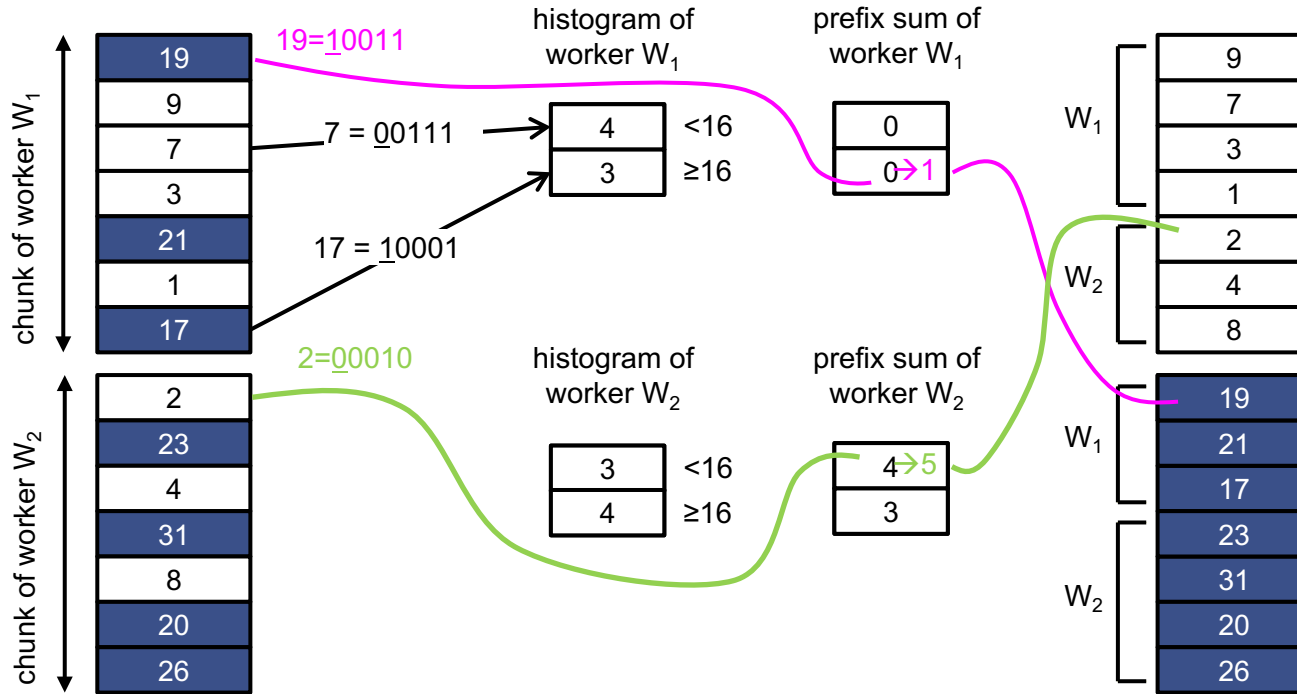 chunk of worker W₁
19
9
7
3
21
1
17
19=10011
7 = 00111
17 = 10001
histogram of
worker W₁
4
<16
3
≥16
prefix sum of
worker W₁
0
0→1
chunk of worker W₂
2
23
4
31
8
20
26
2=00010
histogram of
worker W₂
3
<16
4
≥16
prefix sum of
worker W₂
4→5
3
W₁
9
7
3
1
W₂
2
4
8
W₁
19
21
17
W₂
23
31
20
26